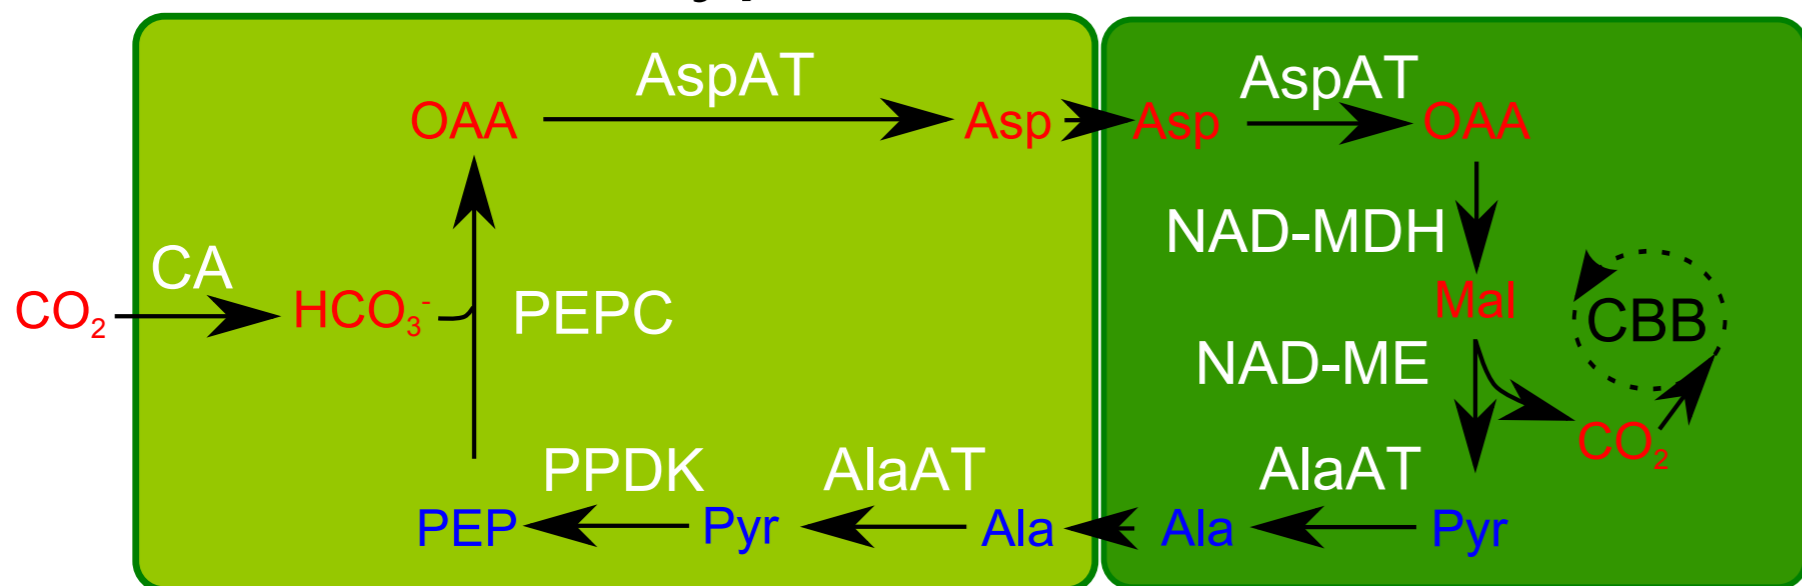 AspAT
AspAT
OAA
Asp
Asp
OAA
NAD-MDH
CA
CO₂
HCO₃⁻
PEPC
Mal
CBB
NAD-ME
CO₂
PPDK
AlaAT
AlaAT
PEP
Pyr
Ala
Ala
Pyr